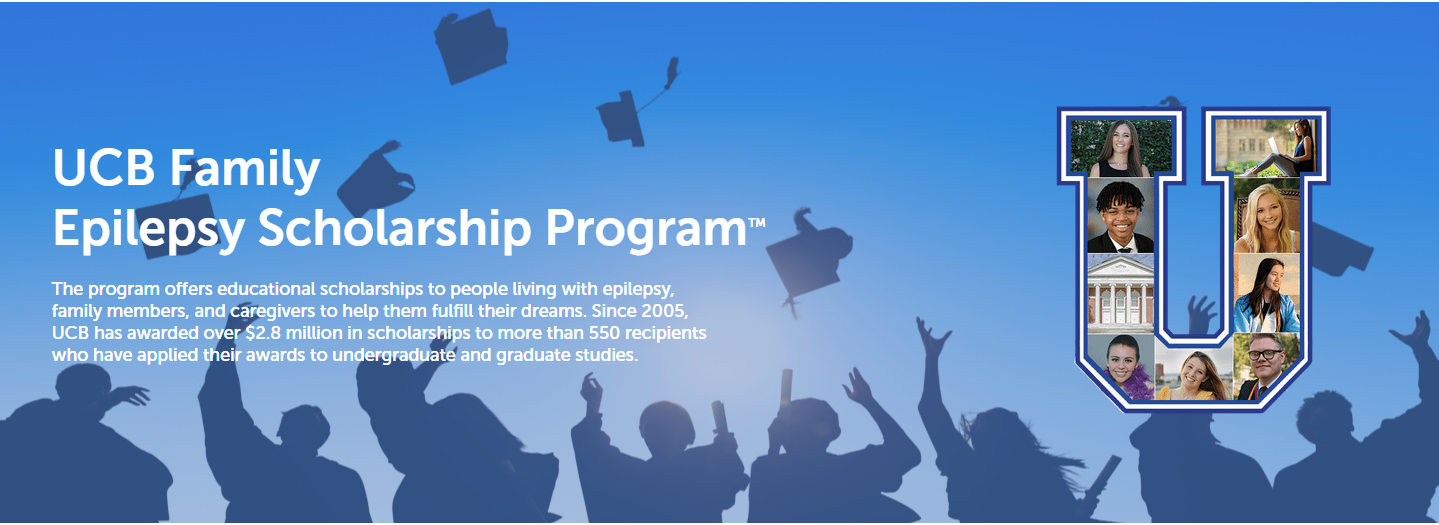 UCB Family
Epilepsy Scholarship Program™
The program offers educational scholarships to people living with epilepsy,
family members, and caregivers to help them fulfill their dreams. Since 2005,
UCB has awarded over $2.8 million in scholarships to more than 550 recipients
who have applied their awards to undergraduate and graduate studies.
U